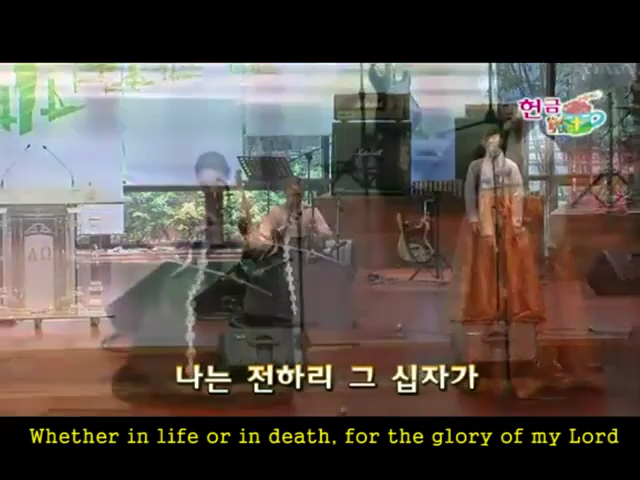 헌금
ΑΩ
나는 전하리 그 십자가
Whether in life or in death, for the glory of my Lord